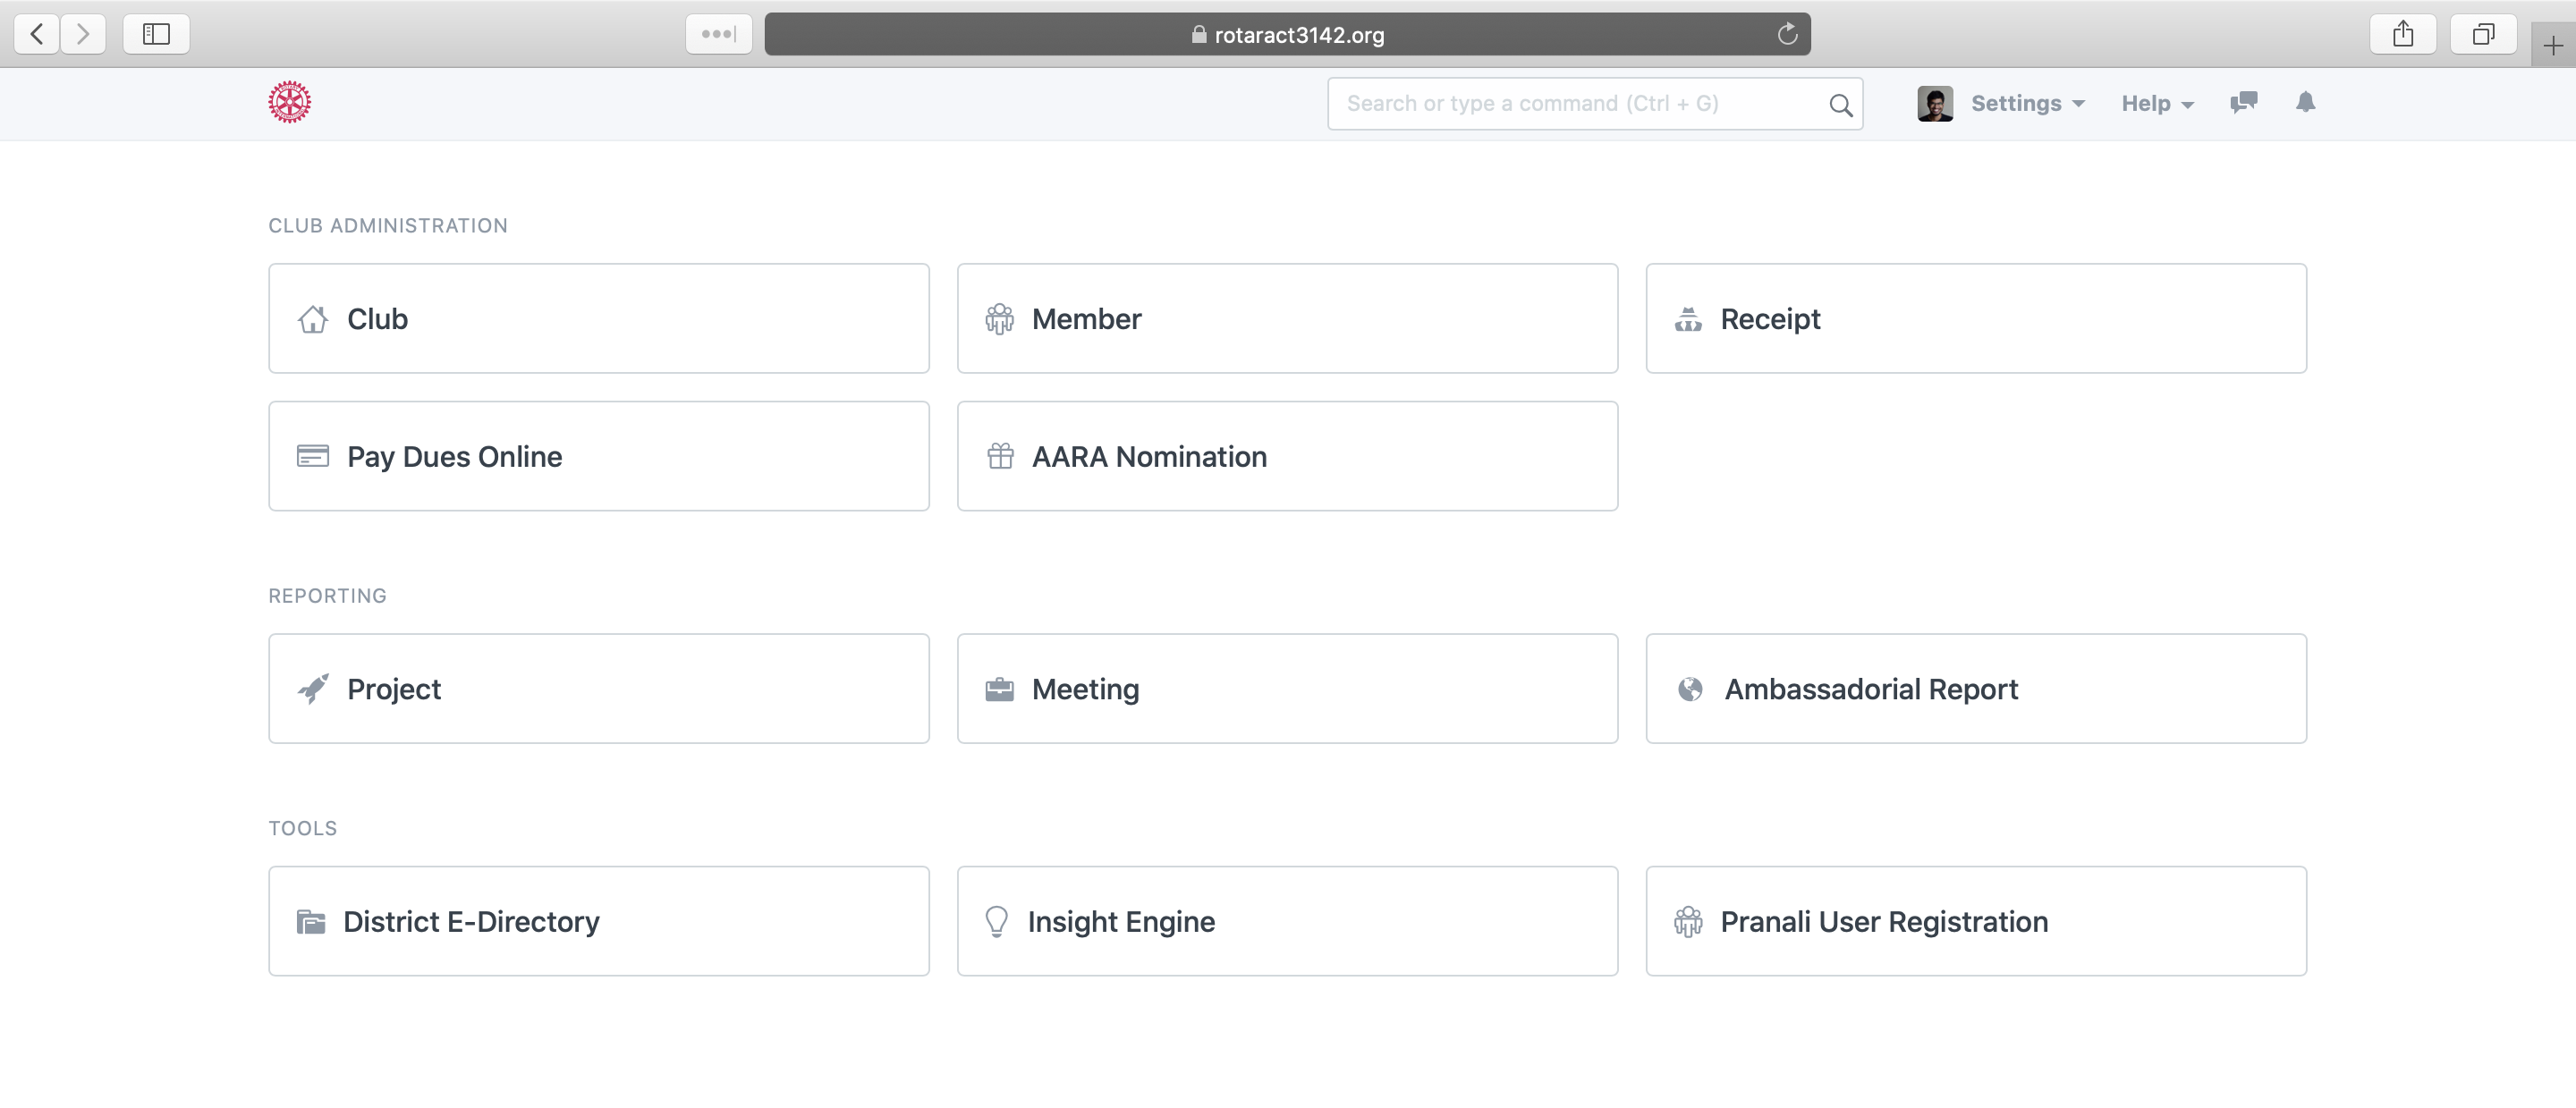 rotaract3142.org
Search or type a command (Ctrl + G)
Settings
Help
CLUB ADMINISTRATION
Club
Member
Receipt
Pay Dues Online
AARA Nomination
REPORTING
Project
Meeting
Ambassadorial Report
TOOLS
District E-Directory
Insight Engine
Pranali User Registration